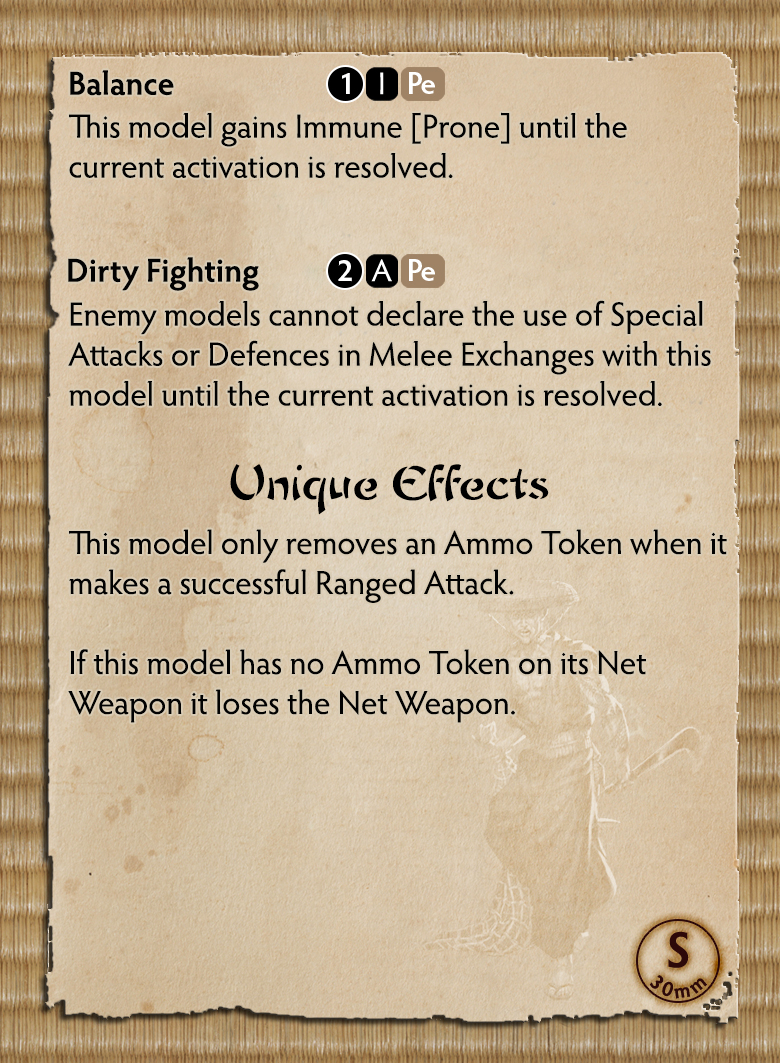 Balance 1 I Pe
This model gains Immune [Prone] until the
current activation is resolved.
Dirty Fighting 2 A Pe
Enemy models cannot declare the use of Special
Attacks or Defences in Melee Exchanges with this
model until the current activation is resolved.
Unique Effects
This model only removes an Ammo Token when it
makes a successful Ranged Attack.
If this model has no Ammo Token on its Net
Weapon it loses the Net Weapon.
S
30mm